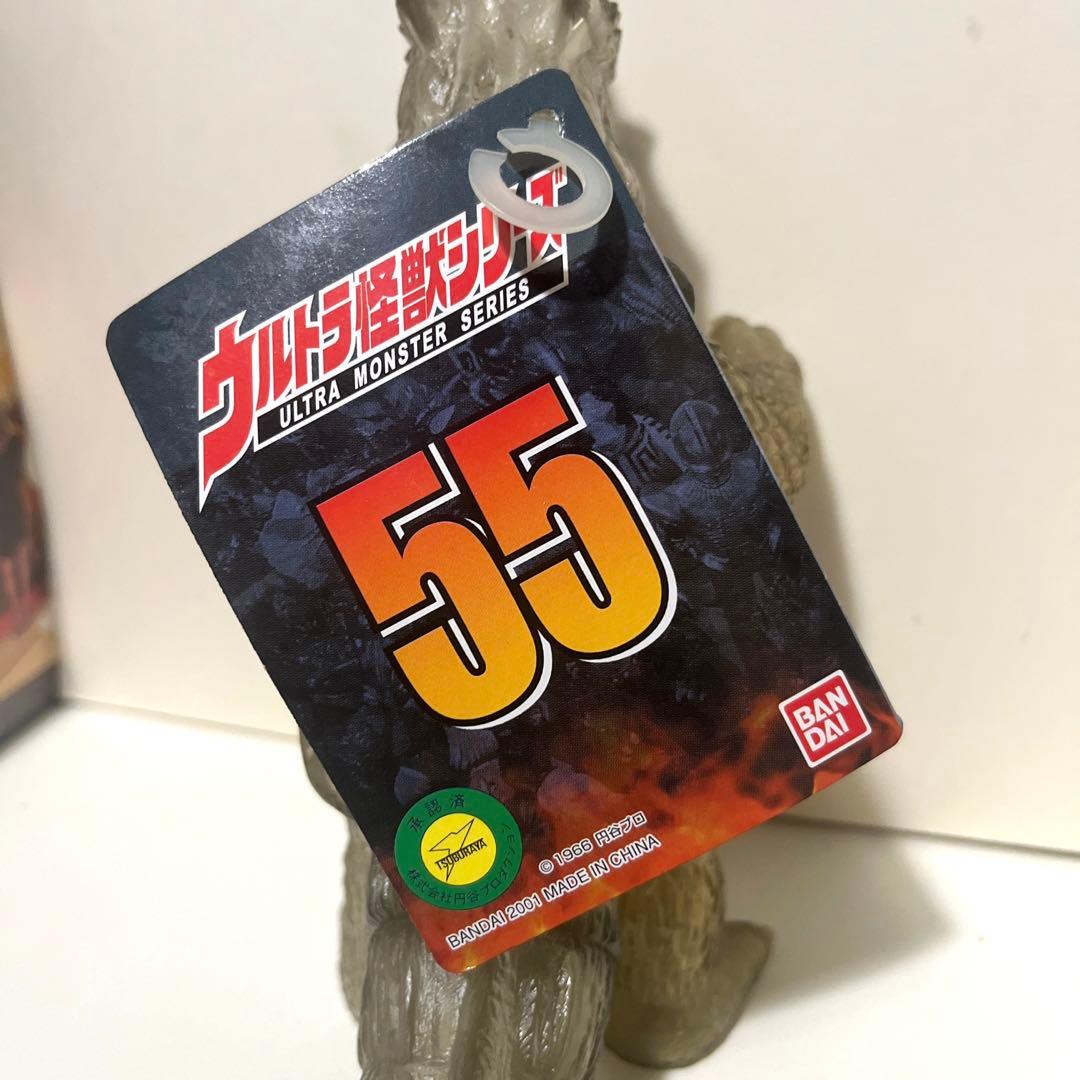 ウルトラ怪獣シリーズ
ULTRA MONSTER SERIES
55
BAN
DAI
承認済
TSUBURAYA
株式会社円谷プロダクション
© 1966 円谷プロ
BANDAI 2001 MADE IN CHINA